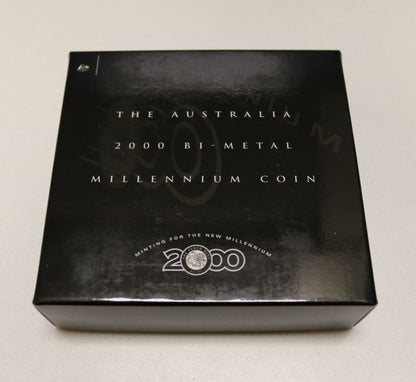 THE AUSTRALIA
2000 BI-METAL
MILLENNIUM COIN
MINTING FOR THE NEW MILLENNIUM
2000